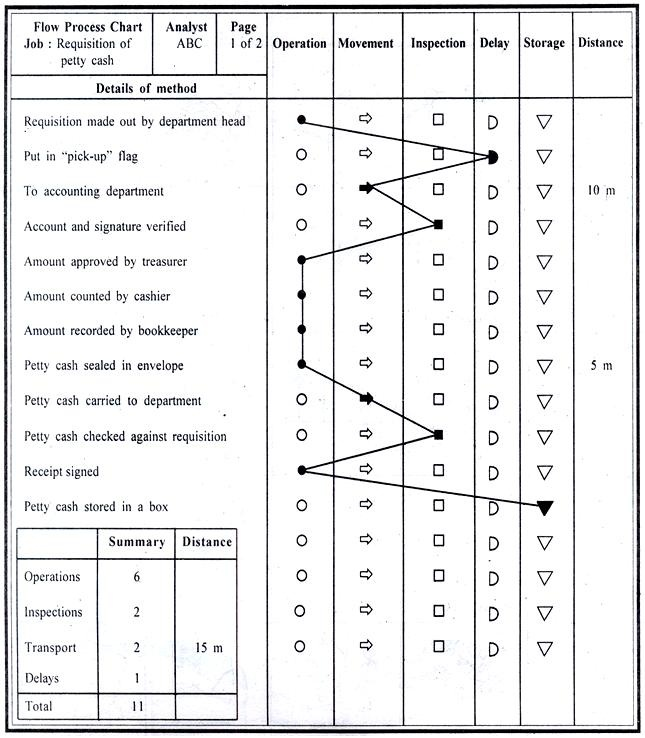 Flow Process Chart
Job : Requisition of
petty cash
Analyst
ABC
Page
1 of 2
Operation
Movement
Inspection
Delay
Storage
Distance
Details of method
Requisition made out by department head
Put in “pick-up” flag
To accounting department
10 m
Account and signature verified
Amount approved by treasurer
Amount counted by cashier
Amount recorded by bookkeeper
Petty cash sealed in envelope
5 m
Petty cash carried to department
Petty cash checked against requisition
Receipt signed
Petty cash stored in a box
Summary
Distance
Operations 6
Inspections 2
Transport 2 15 m
Delays 1
Total 11